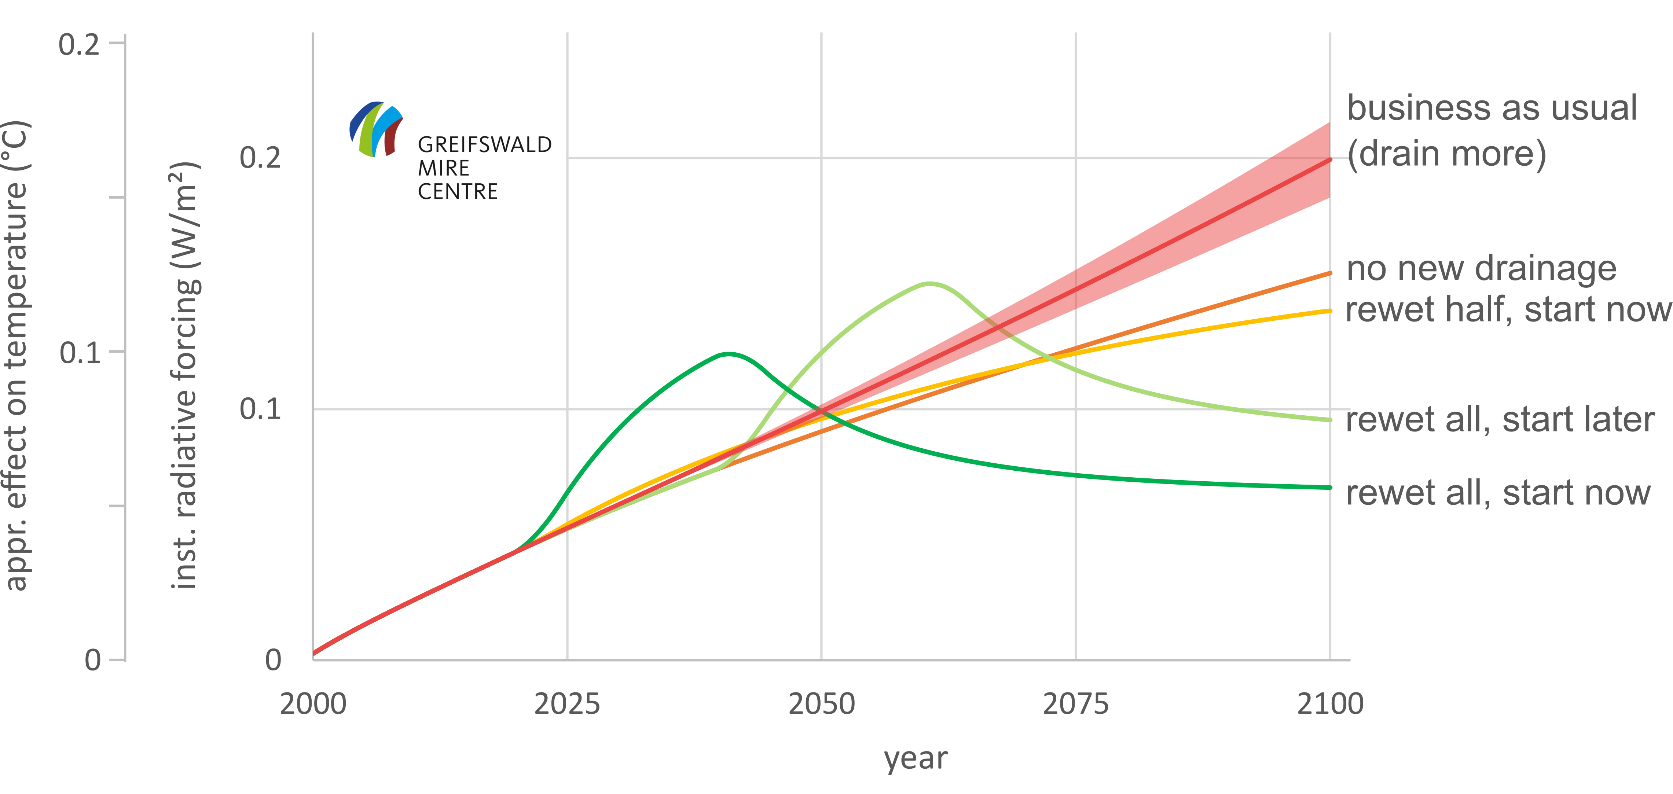 appr. effect on temperature (°C)
0.2
0.1
0
inst. radiative forcing (W/m²)
0.2
0.1
0
GREIFSWALD
MIRE
CENTRE
business as usual
(drain more)
no new drainage
rewet half, start now
rewet all, start later
rewet all, start now
2000
2025
2050
2075
2100
year